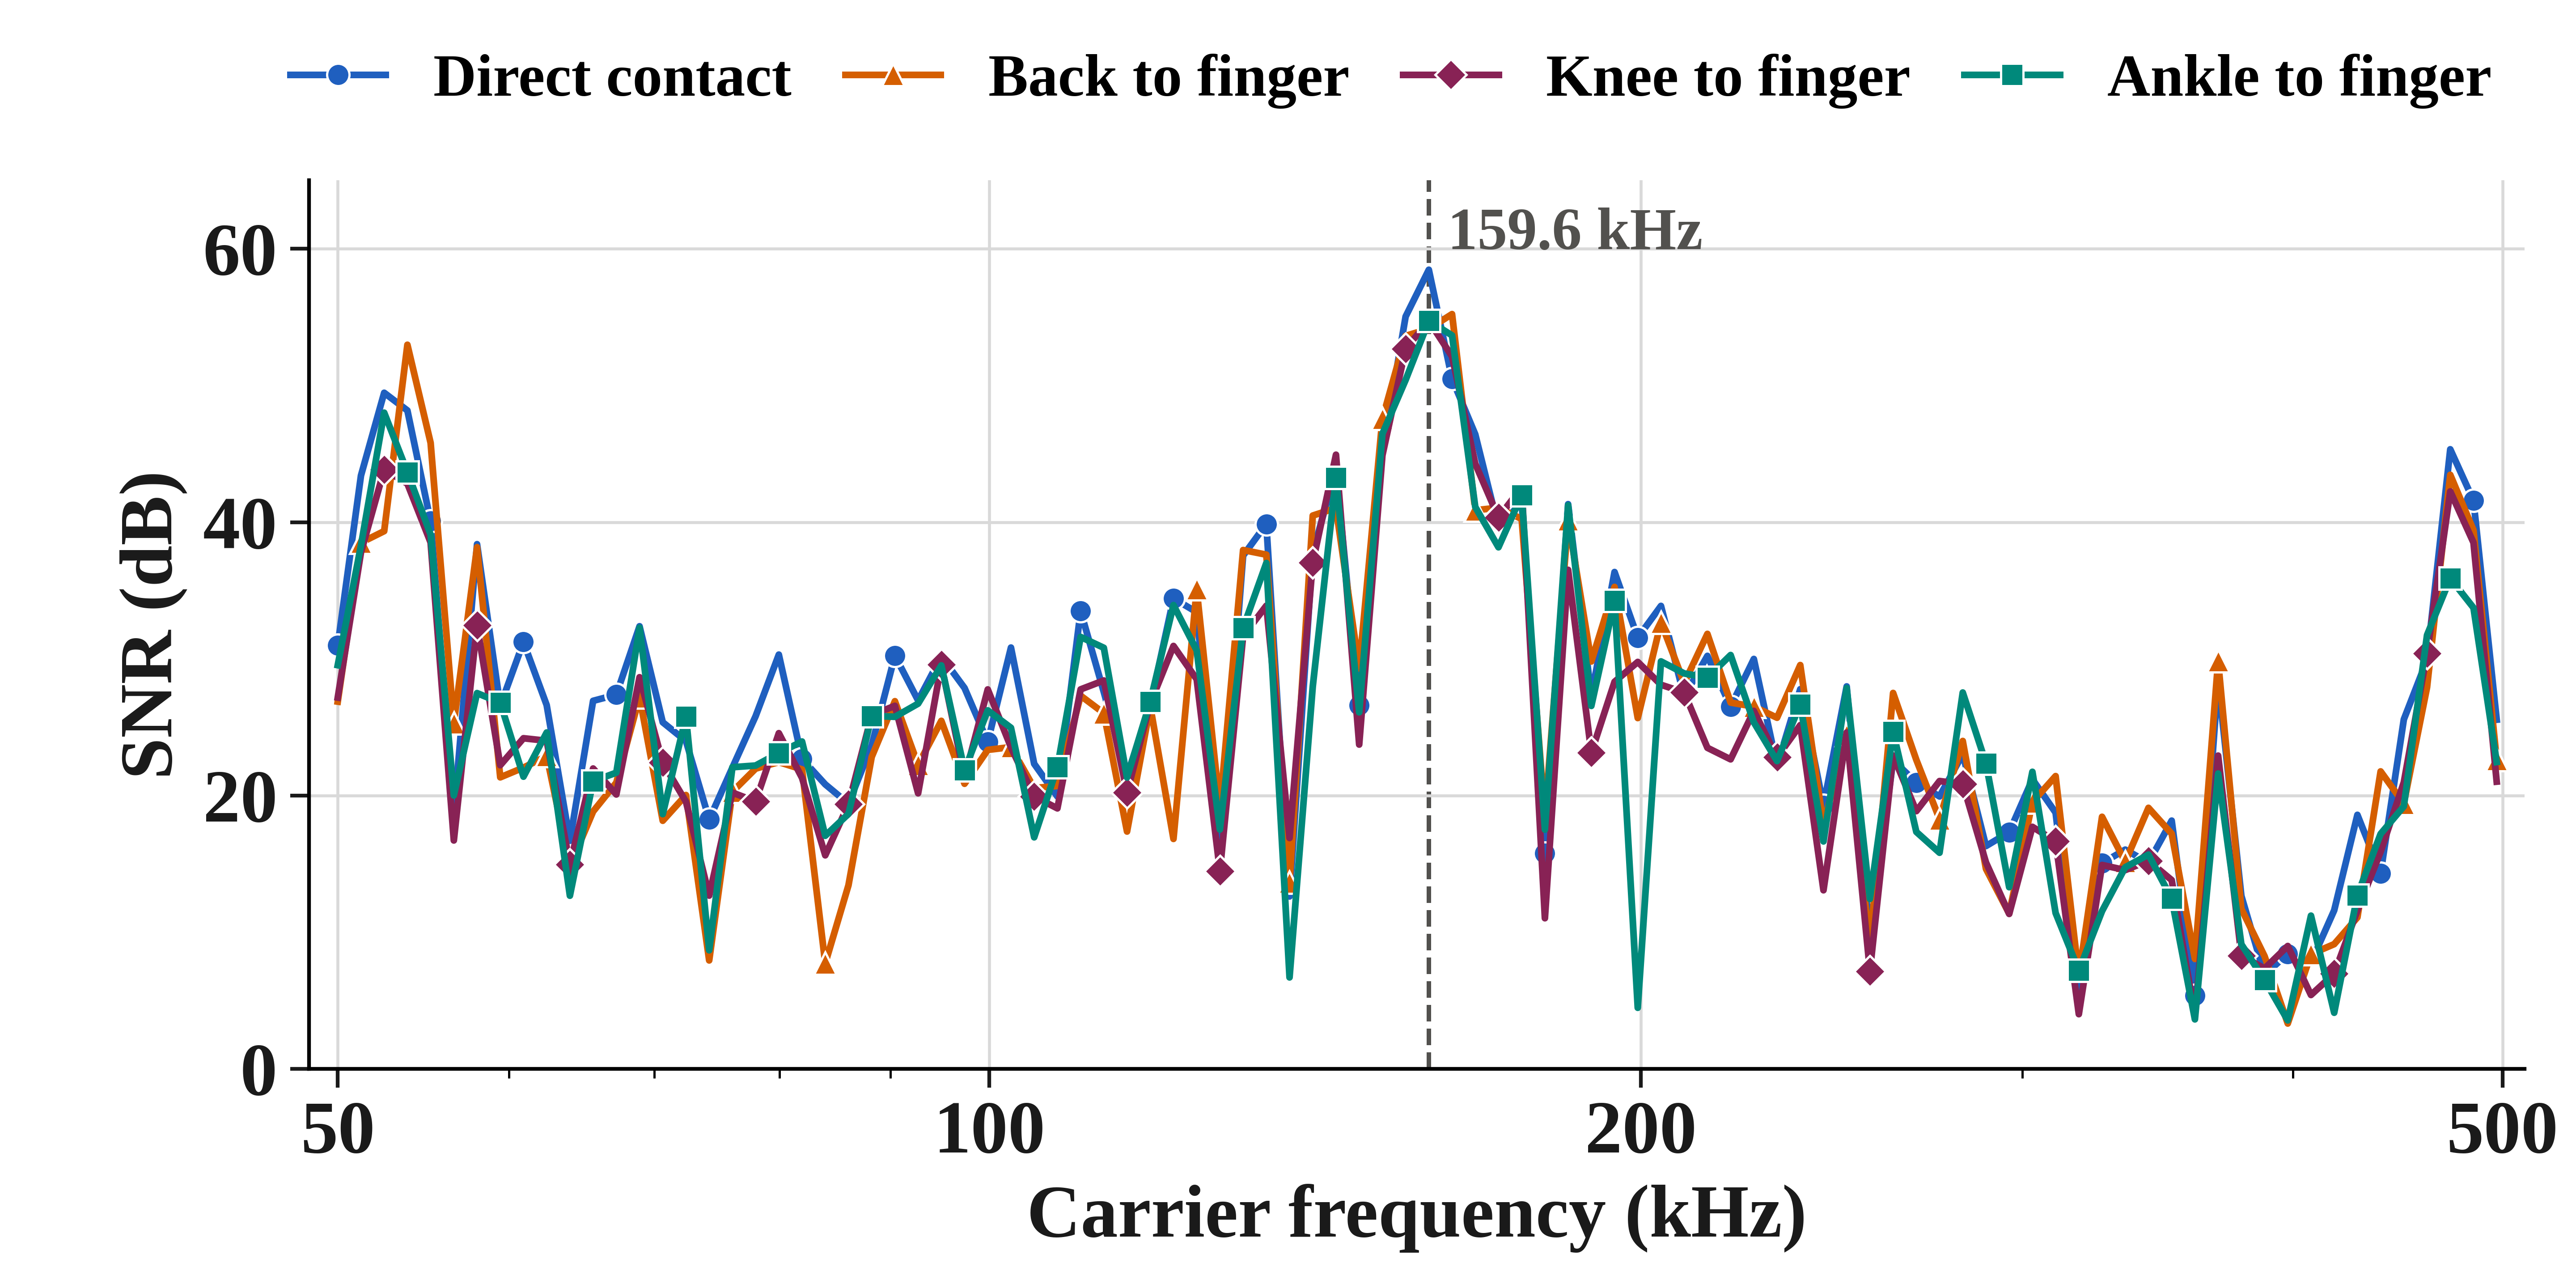 Direct contact Back to finger Knee to finger Ankle to finger
159.6 kHz
60
40
20
0
SNR (dB)
50 100 200 500
Carrier frequency (kHz)